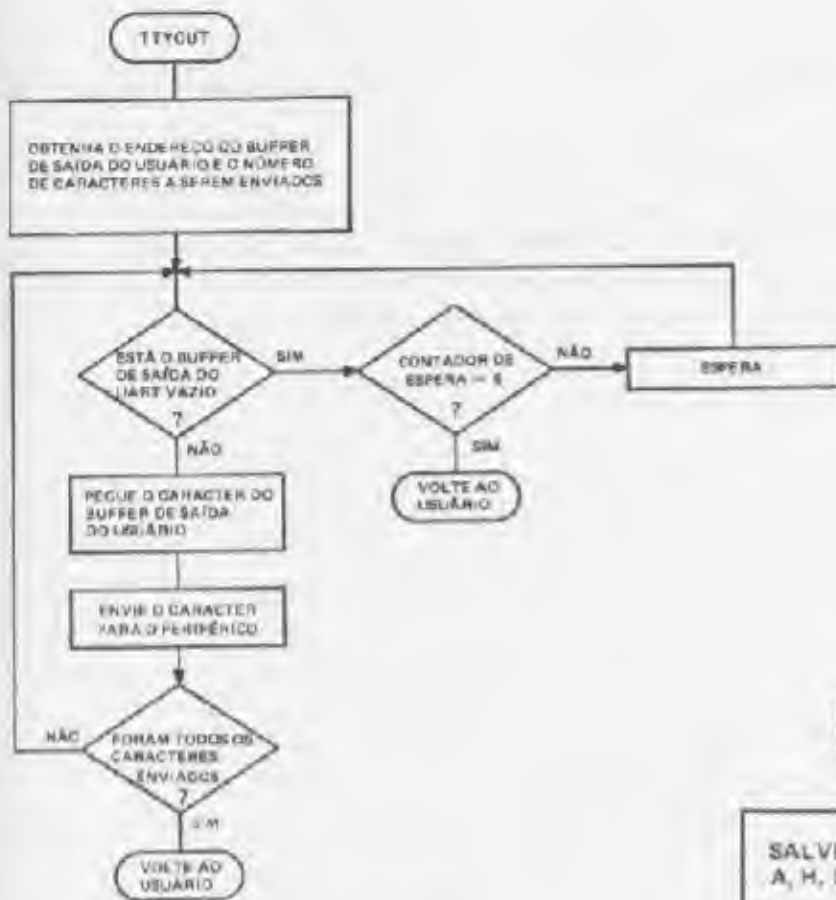 TTYOUT
OBTENHA O ENDEREÇO DO BUFFER
DE SAÍDA DO USUÁRIO E O NÚMERO
DE CARACTERES A SEREM ENVIADOS
ESTÁ O BUFFER
DE SAÍDA DO
UART VAZIO
?
SIM
CONTADOR DE
ESPERA =
?
NÃO
ESPERA
NÃO
SIM
VOLTE AO
USUÁRIO
PEGUE O CARACTER DO
BUFFER DE SAÍDA
DO USUÁRIO
ENVIE O CARACTER
PARA O PERIFÉRICO
NÃO
FORAM TODOS OS
CARACTERES
ENVIADOS
?
SIM
VOLTE AO
USUÁRIO
SALV
A, H,